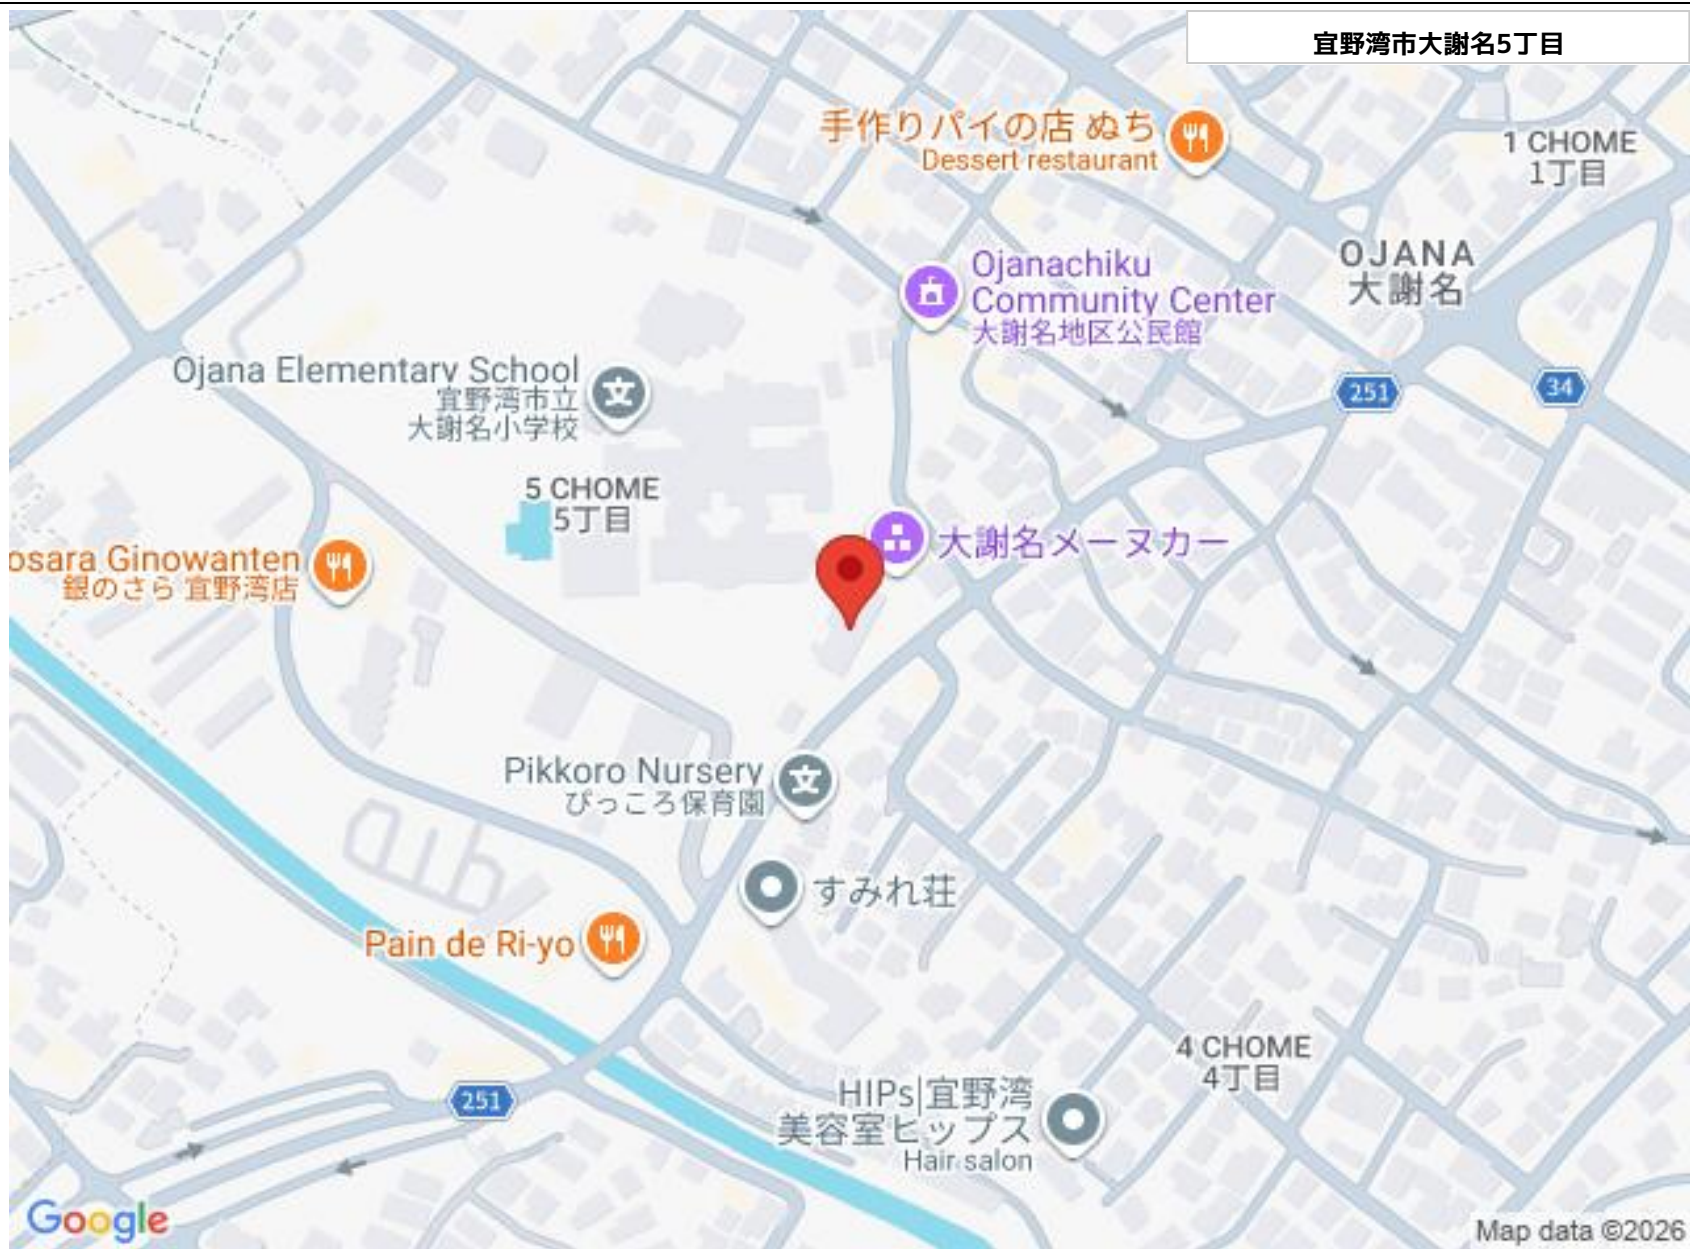 宜野湾市大謝名5丁目
手作りパイの店 ぬち
Dessert restaurant
1 CHOME
1丁目
OJANA
大謝名
Ojanachiku
Community Center
大謝名地区公民館
Ojana Elementary School
宜野湾市立
大謝名小学校
251
34
5 CHOME
5丁目
大謝名メーヌカー
osara Ginowanten
銀のさら 宜野湾店
Pikkoro Nursery
ぴっころ保育園
すみれ荘
Pain de Ri-yo
4 CHOME
4丁目
251
HIPs|宜野湾
美容室ヒップス
Hair salon
Google
Map data ©2026